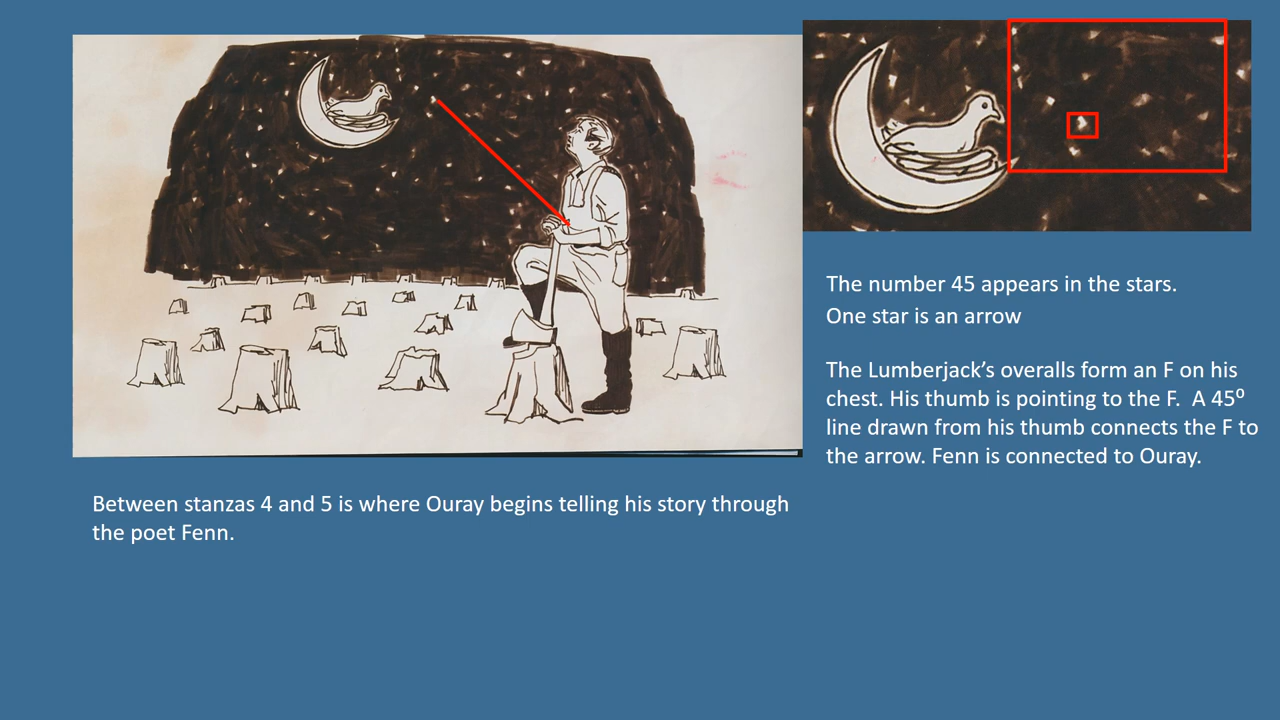 The number 45 appears in the stars.
One star is an arrow
The Lumberjack’s overalls form an F on his
chest. His thumb is pointing to the F.  A 45⁰
line drawn from his thumb connects the F to
the arrow. Fenn is connected to Ouray.
Between stanzas 4 and 5 is where Ouray begins telling his story through
the poet Fenn.